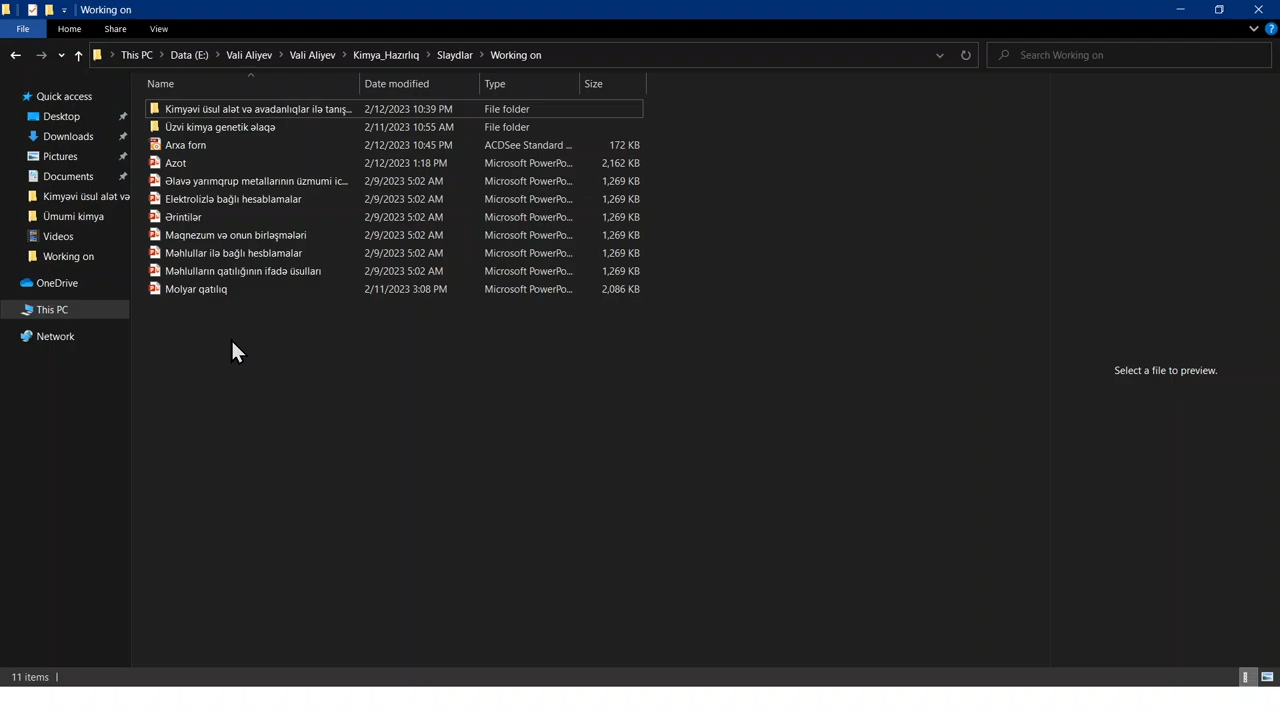 Working on
File Home Share View
This PC Data (E:) Vali Aliyev Vali Aliyev Kimya_Hazırlıq Slaydlar Working on Search Working on
Name Date modified Type Size
Quick access
Desktop
Downloads
Pictures
Documents
Kimyəvi üsul alət və
Ümumi kimya
Videos
Working on
OneDrive
This PC
Network
Kimyəvi üsul alət və avadanlıqlar ilə tanış... 2/12/2023 10:39 PM File folder
Üzvi kimya genetik əlaqə 2/11/2023 10:55 AM File folder
Arxa forn 2/12/2023 10:45 PM ACDSee Standard ... 172 KB
Azot 2/12/2023 1:18 PM Microsoft PowerPo... 2,162 KB
Əlavə yarımqrup metallarının üzmumi ic... 2/9/2023 5:02 AM Microsoft PowerPo... 1,269 KB
Elektrolizlə bağlı hesablamalar 2/9/2023 5:02 AM Microsoft PowerPo... 1,269 KB
Ərintilər 2/9/2023 5:02 AM Microsoft PowerPo... 1,269 KB
Maqnezum və onun birləşmələri 2/9/2023 5:02 AM Microsoft PowerPo... 1,269 KB
Məhlullar ilə bağlı hesblamalar 2/9/2023 5:02 AM Microsoft PowerPo... 1,269 KB
Məhlulların qatılığının ifadə üsulları 2/9/2023 5:02 AM Microsoft PowerPo... 1,269 KB
Molyar qatılıq 2/11/2023 3:08 PM Microsoft PowerPo... 2,086 KB
Select a file to preview.
11 items